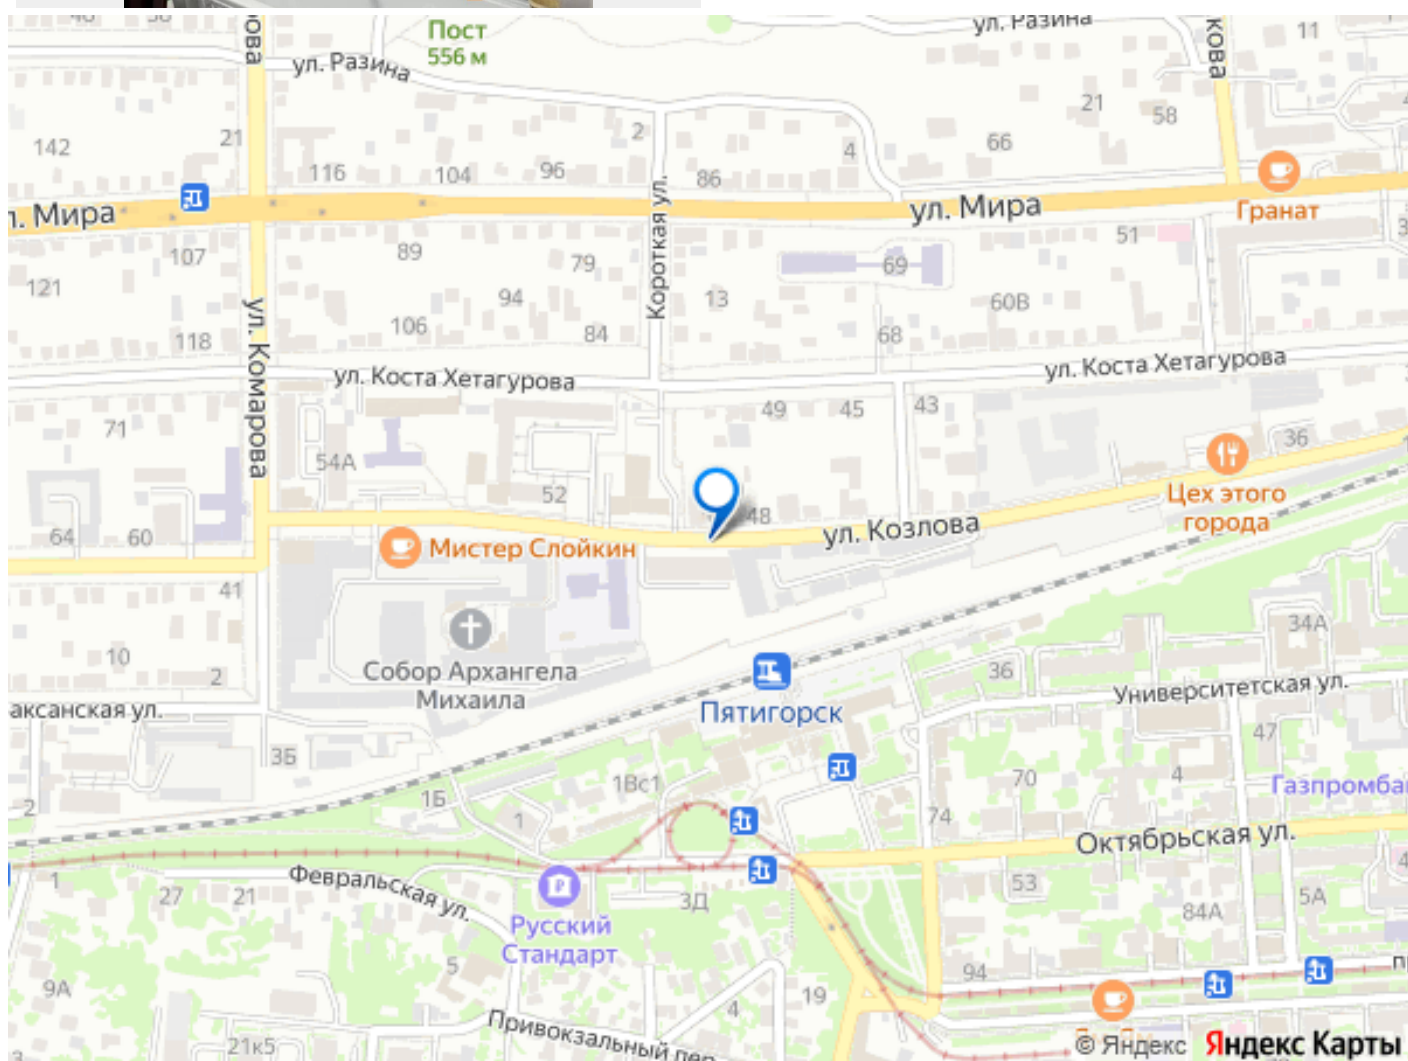 Пост
556 м
ул. Разина
11
ул. Разина
кова
21
58
66
2
4
142
21
116
104
96
86
ул. Мира
Гранат
51
107
89
79
Короткая ул.
69
121
94
13
60В
106
84
68
118
ул. Комарова
ул. Коста Хетагурова
ул. Коста Хетагурова
49
45
43
71
36
54А
52
48
Цех этого
города
64
60
Мистер Слойкин
ул. Козлова
41
34А
10
2
Собор Архангела
Михаила
36
Университетская ул.
аксанская ул.
Пятигорск
47
3Б
1Вс1
70
4
Газпромба
2
1Б
1
74
Октябрьская ул.
1
27
21
Февральская ул.
3Д
53
5А
84А
Русский
Стандарт
5
94
9А
19
4
21к5
Привокзальный пер
© Яндекс Яндекс Карты